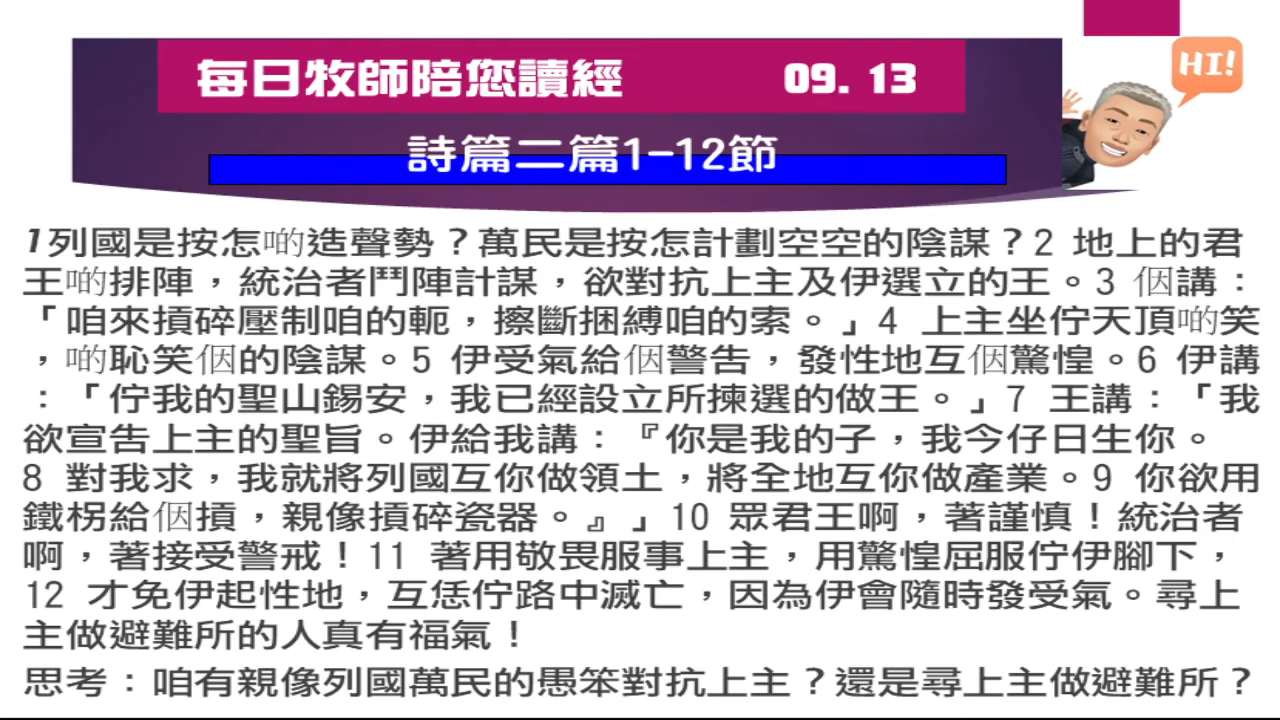 每日牧師陪您讀經 09. 13
HI!
詩篇二篇1-12節
1列國是按怎啲造聲勢？萬民是按怎計劃空空的陰謀？2 地上的君
王啲排陣，統治者鬥陣計謀，欲對抗上主及伊選立的王。3 𪜶講：
「咱來摃碎壓制咱的軛，擦斷捆縛咱的索。」4 上主坐佇天頂啲笑
，啲恥笑𪜶的陰謀。5 伊受氣給𪜶警告，發性地互𪜶驚惶。6 伊講
：「佇我的聖山錫安，我已經設立所揀選的做王。」7 王講：「我
欲宣告上主的聖旨。伊給我講：『你是我的子，我今仔日生你。
8 對我求，我就將列國互你做領土，將全地互你做產業。9 你欲用
鐵柺給𪜶摃，親像摃碎瓷器。』」10 眾君王啊，著謹慎！統治者
啊，著接受警戒！11 著用敬畏服事上主，用驚惶屈服佇伊腳下，
12 才免伊起性地，互恁佇路中滅亡，因為伊會隨時發受氣。尋上
主做避難所的人真有福氣！
思考：咱有親像列國萬民的愚笨對抗上主？還是尋上主做避難所？